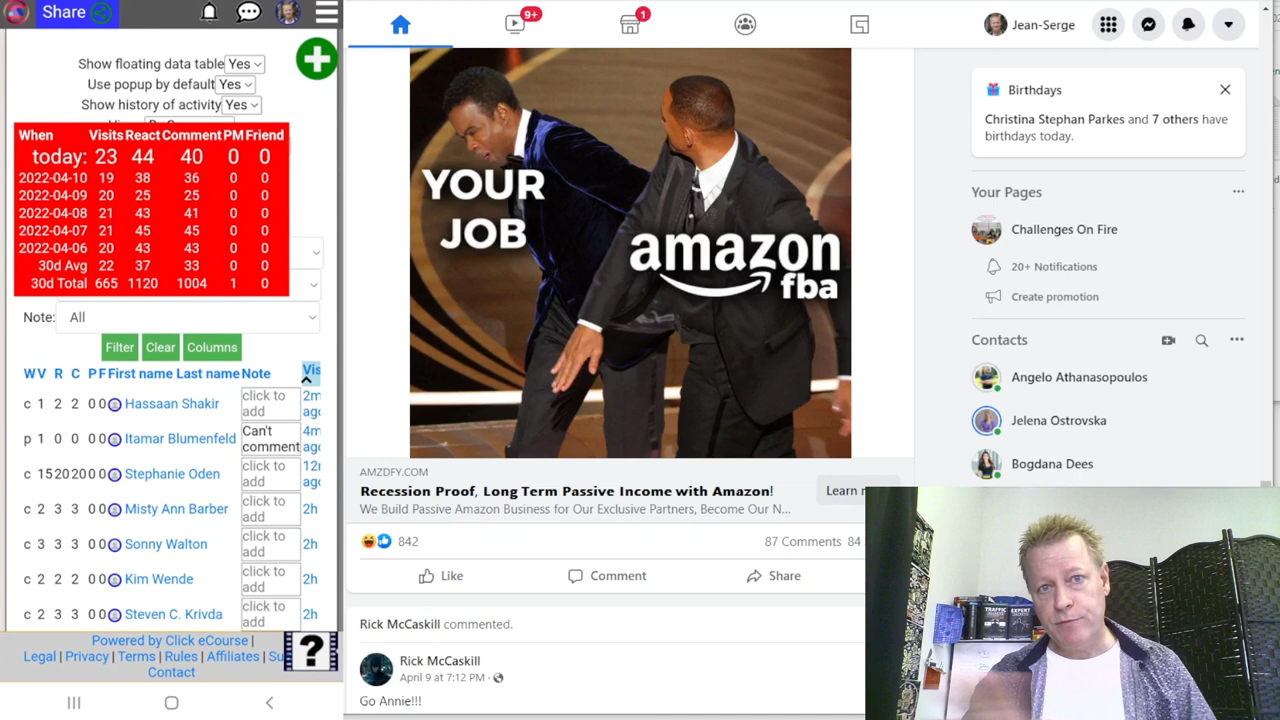 Share
Show floating data table Yes
Use popup by default Yes
Show history of activity Yes
When Visits React Comment PM Friend
today: 23 44 40 0 0
2022-04-10 19 38 36 0 0
2022-04-09 20 25 25 0 0
2022-04-08 21 43 41 0 0
2022-04-07 21 45 45 0 0
2022-04-06 20 43 43 0 0
30d Avg 22 37 33 0 0
30d Total 665 1120 1004 1 0
Note: All
Filter Clear Columns
W V R C P F First name Last name Note Vis
c 1 2 2 0 0 Hassaan Shakir click to add 2m ago
p 1 0 0 0 0 Itamar Blumenfeld Can't comment 4m ago
c 15 20 20 0 0 Stephanie Oden click to add 12m ago
c 2 3 3 0 0 Misty Ann Barber click to add 2h
c 3 3 3 0 0 Sonny Walton click to add 2h
c 2 2 2 0 0 Kim Wende click to add 2h
c 2 3 3 0 0 Steven C. Krivda click to add 2h
Powered by Click eCourse |
Legal | Privacy | Terms | Rules | Affiliates | Su
Contact
?
9+
1
Jean-Serge
YOUR
JOB
amazon
fba
AMZDFY.COM
Recession Proof, Long Term Passive Income with Amazon!
We Build Passive Amazon Business for Our Exclusive Partners, Become Our N...
Learn
842
87 Comments 84
Like Comment Share
Rick McCaskill commented.
Rick McCaskill
April 9 at 7:12 PM ·
Go Annie!!!
Birthdays
Christina Stephan Parkes and 7 others have
birthdays today.
Your Pages
Challenges On Fire
20+ Notifications
Create promotion
Contacts
Angelo Athanasopoulos
Jelena Ostrovska
Bogdana Dees
TRAFFIC
EXPERT